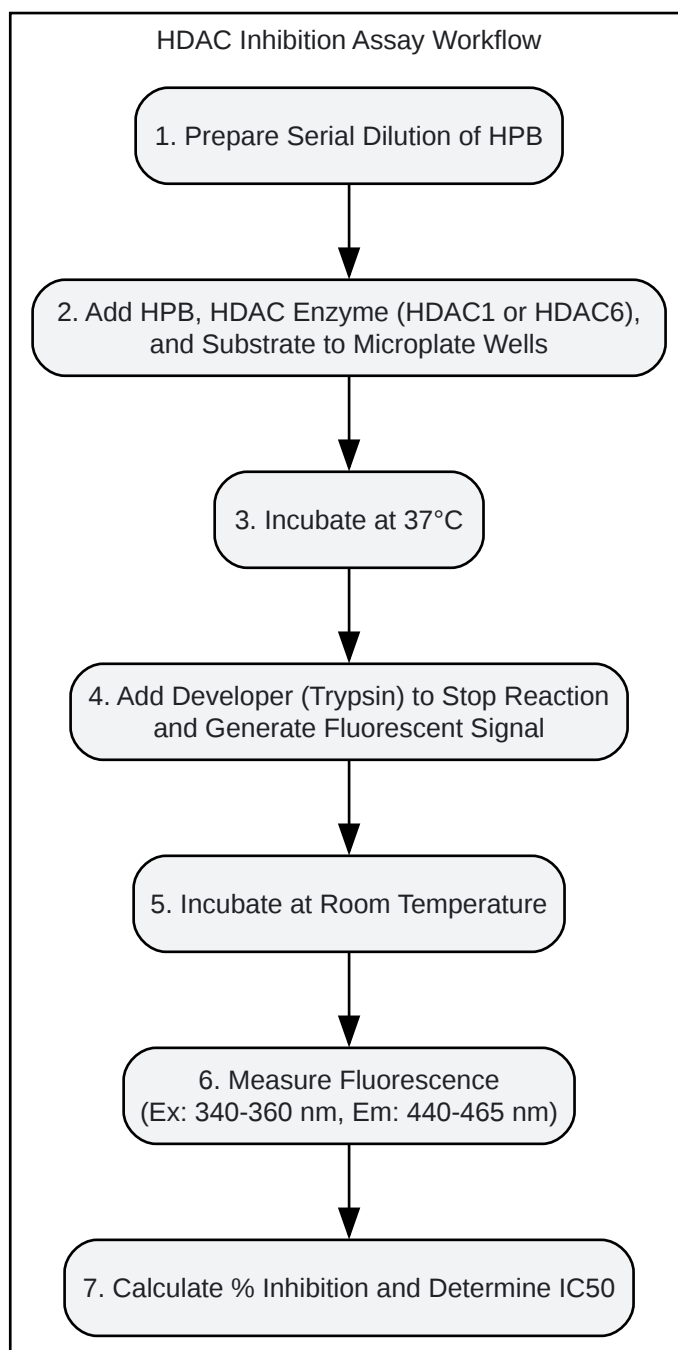 HDAC Inhibition Assay Workflow
1. Prepare Serial Dilution of HPB
2. Add HPB, HDAC Enzyme (HDAC1 or HDAC6),
and Substrate to Microplate Wells
3. Incubate at 37°C
4. Add Developer (Trypsin) to Stop Reaction
and Generate Fluorescent Signal
5. Incubate at Room Temperature
6. Measure Fluorescence
(Ex: 340-360 nm, Em: 440-465 nm)
7. Calculate % Inhibition and Determine IC50